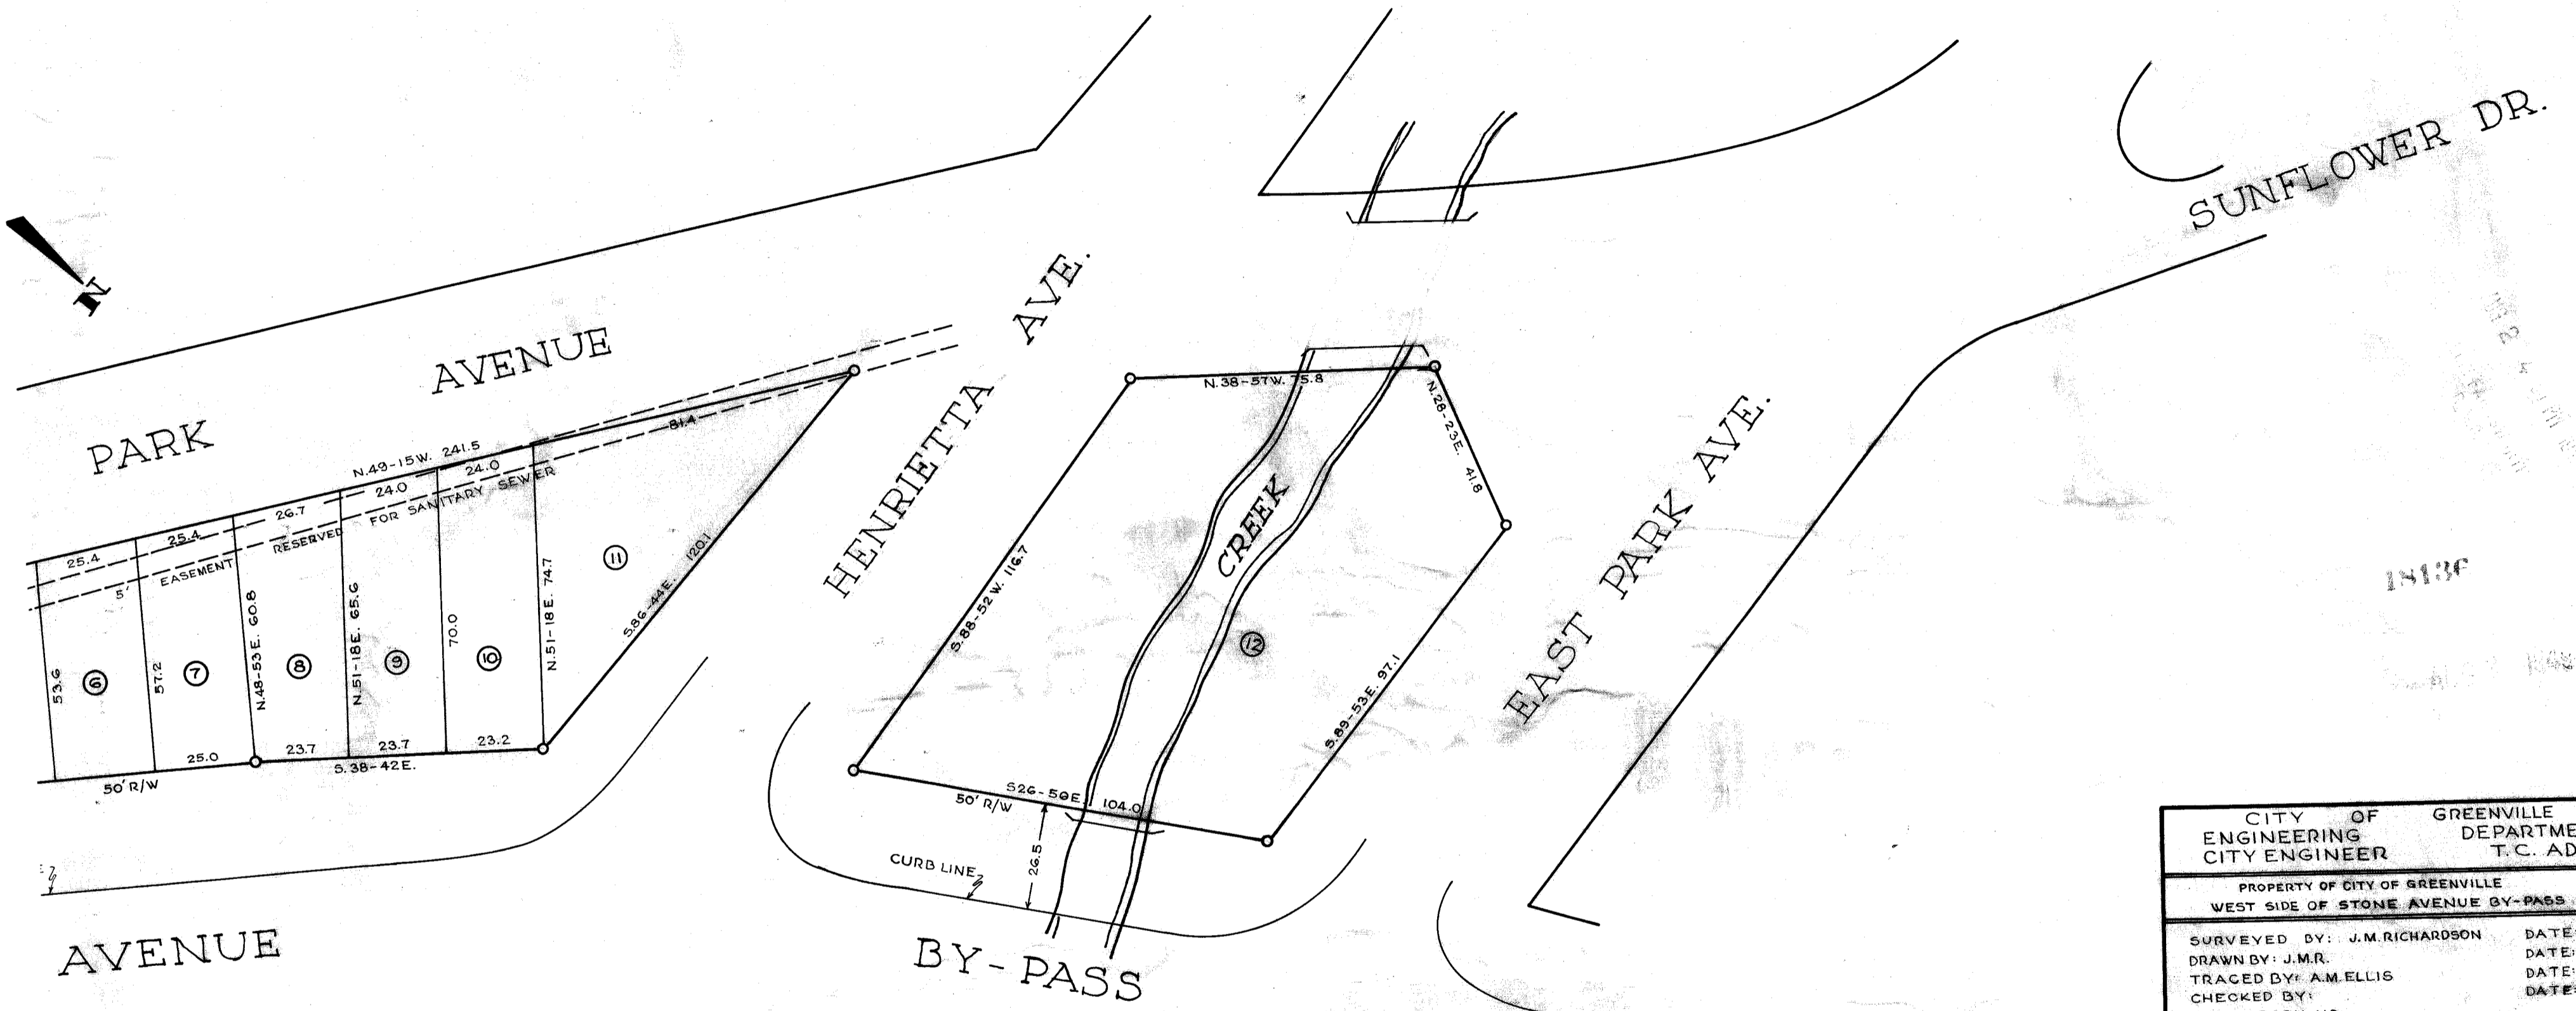 SUNFLOWER DR.
N
PARK AVENUE
HENRIETTA AVE.
EAST PARK AVE.
CREEK
N.49-15W. 241.5
25.4
25.4
26.7
24.0
24.0
81.4
5' EASEMENT RESERVED FOR SANITARY SEWER
53.6
6
57.2
7
N.48-53E. 60.8
8
N.51-18E. 65.6
9
70.0
10
N.51-18E. 74.7
11
S.86-44E. 120.1
25.0
23.7
23.7
23.2
S.38-42E.
50' R/W
N.38-57W. 75.8
N.28-23E. 41.8
S.88-52W. 116.7
12
S.89-53E. 97.1
S26-50E. 104.0
50' R/W
26.5
CURB LINE
AVENUE
BY-PASS
1813F
CITY OF GREENVILLE
ENGINEERING DEPARTME
CITY ENGINEER T.C. AD
PROPERTY OF CITY OF GREENVILLE
WEST SIDE OF STONE AVENUE BY-PASS
SURVEYED BY: J.M.RICHARDSON DATE:
DRAWN BY: J.M.R. DATE:
TRACED BY: A.M.ELLIS DATE:
CHECKED BY: DATE: